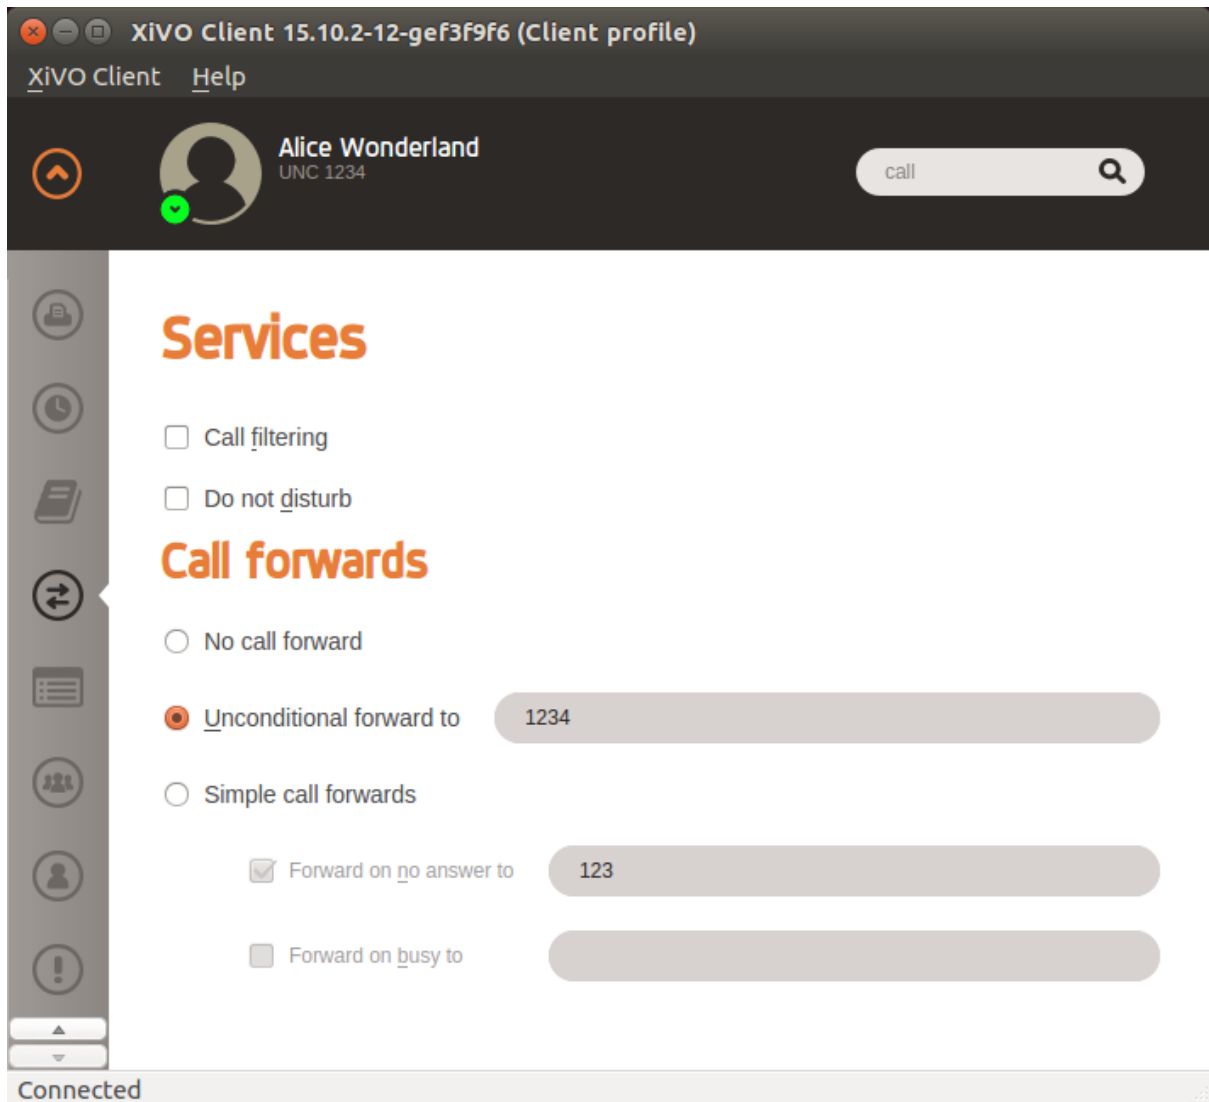 XiVO Client 15.10.2-12-gef3f9f6 (Client profile)
XiVO Client Help
Alice Wonderland
UNC 1234
call
Services
Call filtering
Do not disturb
Call forwards
No call forward
Unconditional forward to 1234
Simple call forwards
Forward on no answer to 123
Forward on busy to
Connected